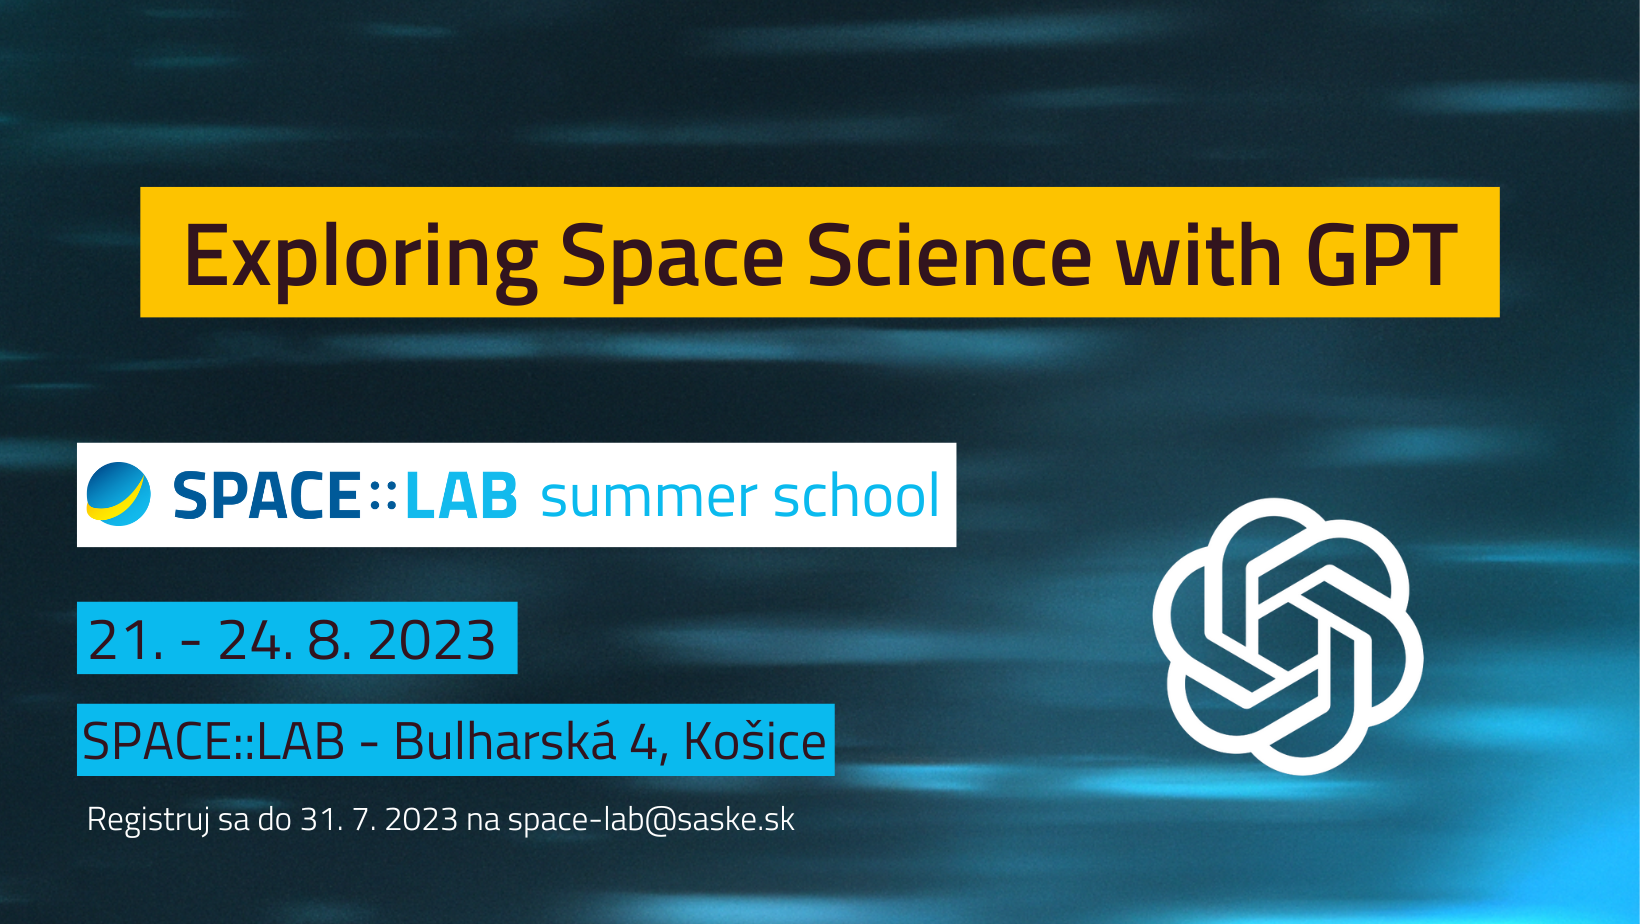 Exploring Space Science with GPT
SPACE::LAB summer school
21. - 24. 8. 2023
SPACE::LAB - Bulharská 4, Košice
Registruj sa do 31. 7. 2023 na space-lab@saske.sk